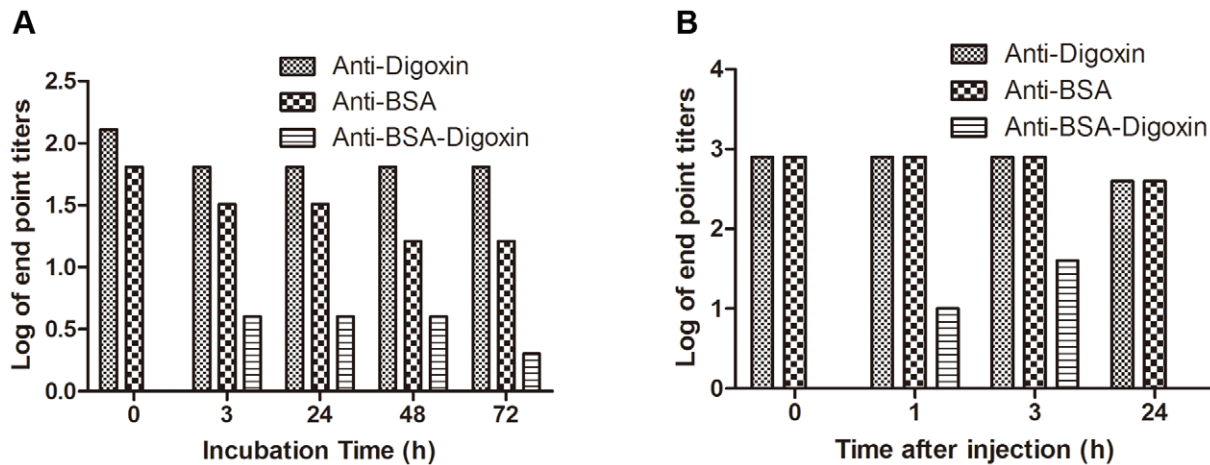 A
Anti-Digoxin
Anti-BSA
Anti-BSA-Digoxin
Log of end point titers
2.5
2.0
1.5
1.0
0.5
0.0
0 3 24 48 72
Incubation Time (h)
B
Anti-Digoxin
Anti-BSA
Anti-BSA-Digoxin
Log of end point titers
4
3
2
1
0
0 1 3 24
Time after injection (h)